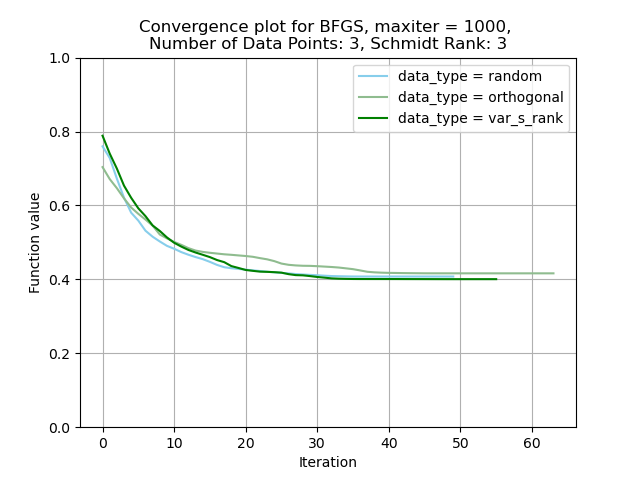 Convergence plot for BFGS, maxiter = 1000,
Number of Data Points: 3, Schmidt Rank: 3
data_type = random
data_type = orthogonal
data_type = var_s_rank
Function value
1.0
0.8
0.6
0.4
0.2
0.0
0 10 20 30 40 50 60
Iteration